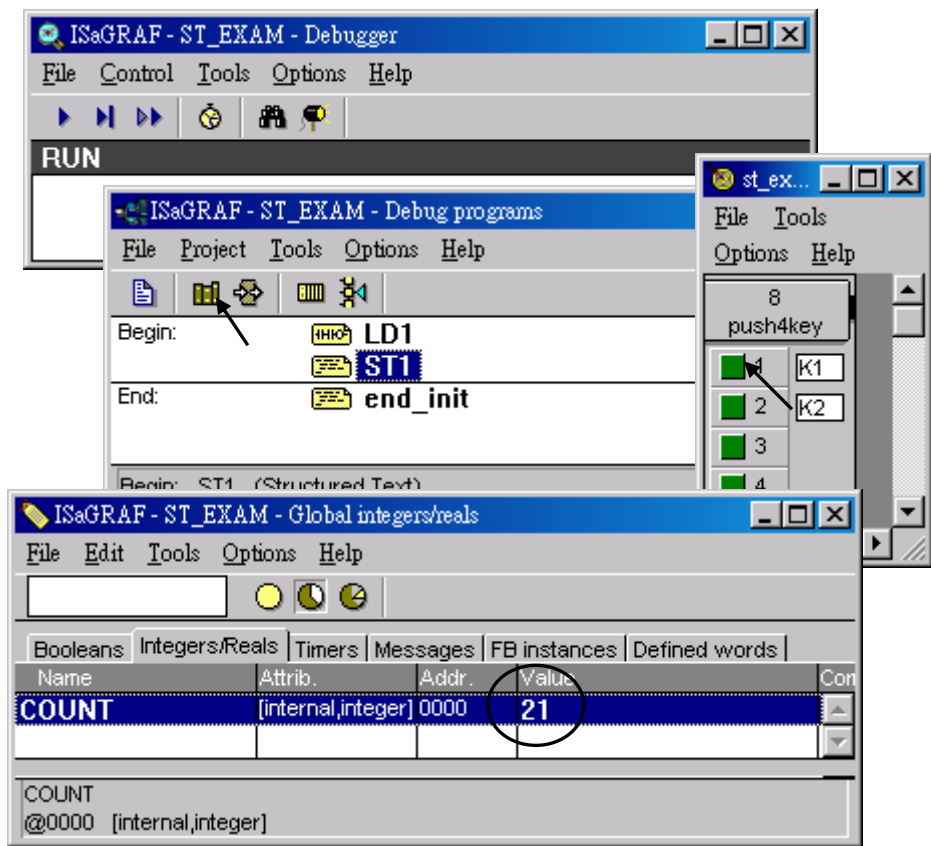 ISaGRAF - ST_EXAM - Debugger
File Control Tools Options Help
RUN
ISaGRAF - ST_EXAM - Debug programs
File Project Tools Options Help
Begin: LD1
ST1
End: end_init
Begin: ST1 (Structured Text)
st_ex...
File Tools
Options Help
8
push4key
1 K1
2 K2
3
4
ISaGRAF - ST_EXAM - Global integers/reals
File Edit Tools Options Help
Booleans Integers/Reals Timers Messages FB instances Defined words
Name Attrib. Addr. Value Com
COUNT [internal,integer] 0000 21
COUNT
@0000 [internal,integer]